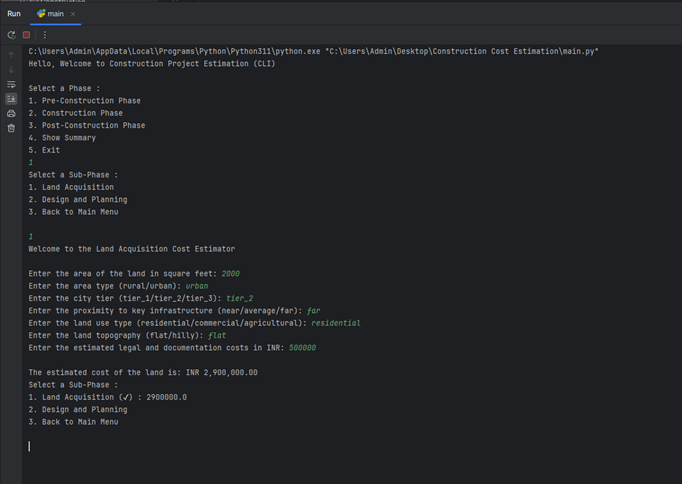 Run main
C:\Users\Admin\AppData\Local\Programs\Python\Python311\python.exe "C:\Users\Admin\Desktop\Construction Cost Estimation\main.py"
Hello, Welcome to Construction Project Estimation (CLI)
Select a Phase :
1. Pre-Construction Phase
2. Construction Phase
3. Post-Construction Phase
4. Show Summary
5. Exit
1
Select a Sub-Phase :
1. Land Acquisition
2. Design and Planning
3. Back to Main Menu
1
Welcome to the Land Acquisition Cost Estimator
Enter the area of the land in square feet: 2000
Enter the area type (rural/urban): urban
Enter the city tier (tier_1/tier_2/tier_3): tier_2
Enter the proximity to key infrastructure (near/average/far): far
Enter the land use type (residential/commercial/agricultural): residential
Enter the land topography (flat/hilly): flat
Enter the estimated legal and documentation costs in INR: 500000
The estimated cost of the land is: INR 2,900,000.00
Select a Sub-Phase :
1. Land Acquisition (✓) : 2900000.0
2. Design and Planning
3. Back to Main Menu